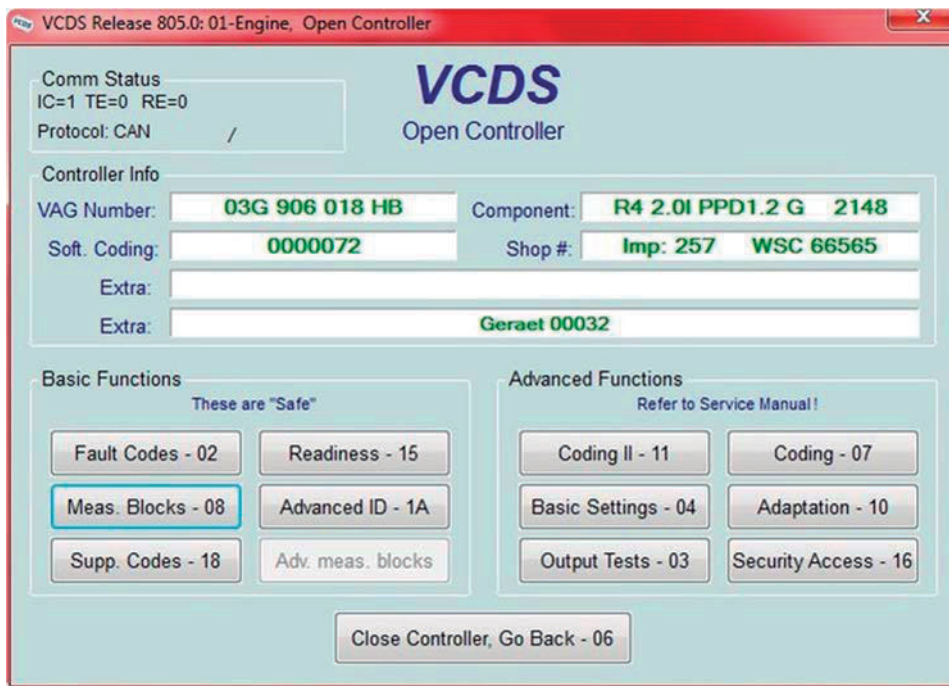 VCDS Release 805.0: 01-Engine, Open Controller
Comm Status
IC=1 TE=0 RE=0
Protocol: CAN /
VCDS
Open Controller
Controller Info
VAG Number: 03G 906 018 HB Component: R4 2.0l PPD1.2 G 2148
Soft. Coding: 0000072 Shop #: Imp: 257 WSC 66565
Extra:
Extra: Geraet 00032
Basic Functions
These are "Safe"
Fault Codes - 02 Readiness - 15
Meas. Blocks - 08 Advanced ID - 1A
Supp. Codes - 18 Adv. meas. blocks
Advanced Functions
Refer to Service Manual!
Coding II - 11 Coding - 07
Basic Settings - 04 Adaptation - 10
Output Tests - 03 Security Access - 16
Close Controller, Go Back - 06